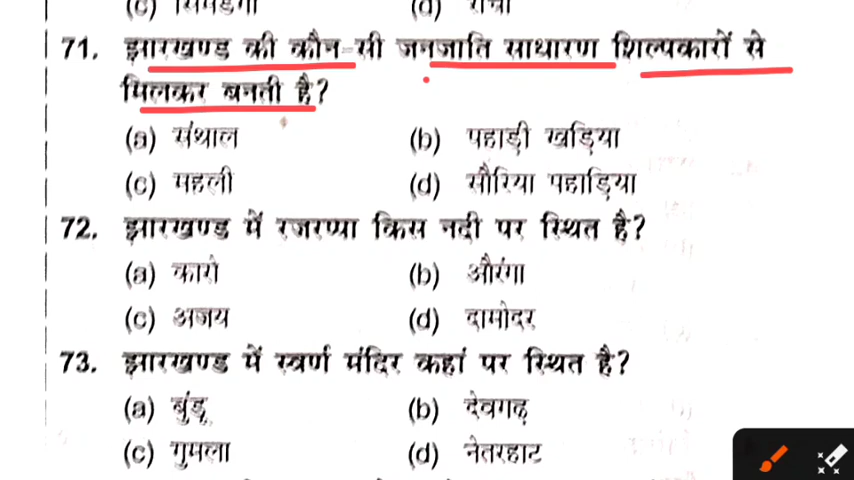 (c) सिमडेगा (d) रांची
71. झारखण्ड की कौन-सी जनजाति साधारण शिल्पकारों से
मिलकर बनती है?
(a) संथाल (b) पहाड़ी खड़िया
(c) महली (d) सौरिया पहाड़िया
72. झारखण्ड में रजरप्पा किस नदी पर स्थित है?
(a) कारो (b) औरंगा
(c) अजय (d) दामोदर
73. झारखण्ड में स्वर्ण मंदिर कहां पर स्थित है?
(a) बुंडू (b) देवगढ़
(c) गुमला (d) नेतरहाट